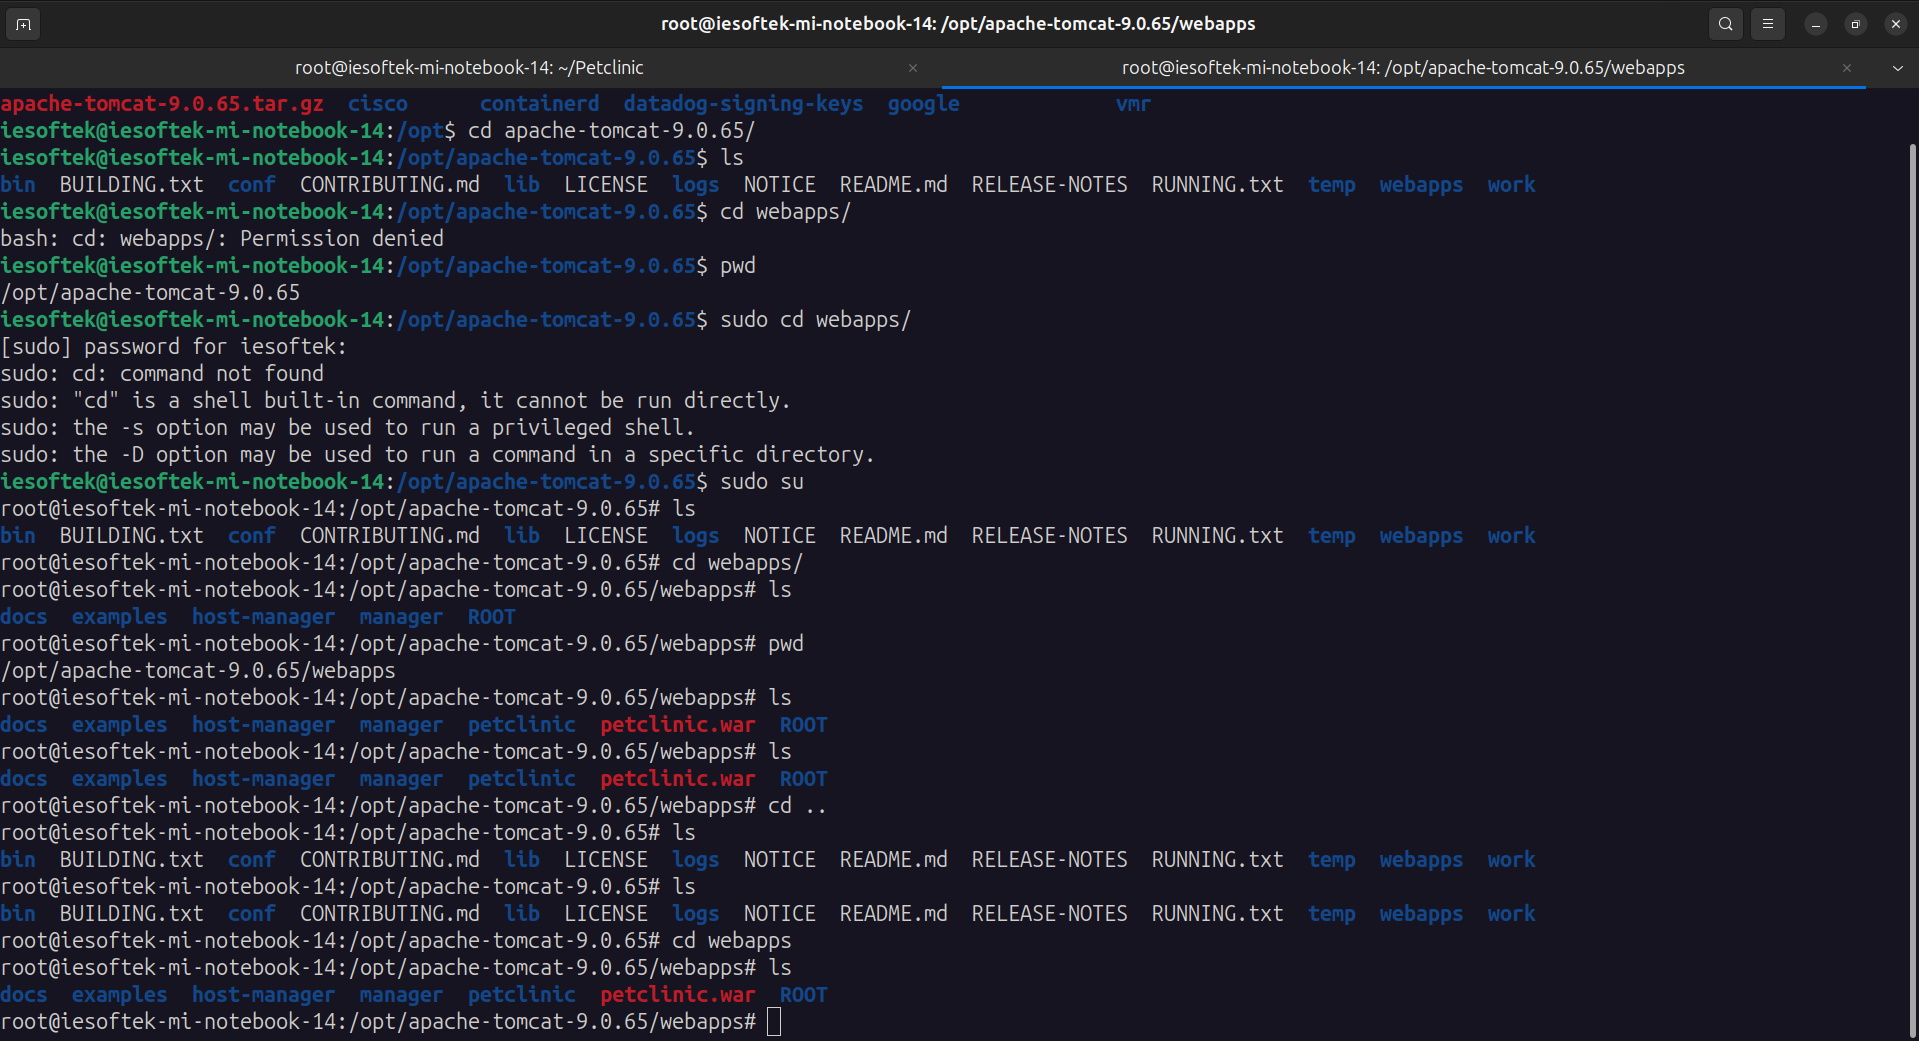 root@iesoftek-mi-notebook-14: /opt/apache-tomcat-9.0.65/webapps
root@iesoftek-mi-notebook-14: ~/Petclinic
root@iesoftek-mi-notebook-14: /opt/apache-tomcat-9.0.65/webapps
apache-tomcat-9.0.65.tar.gz  cisco      containerd  datadog-signing-keys  google             vmr
iesoftek@iesoftek-mi-notebook-14:/opt$ cd apache-tomcat-9.0.65/
iesoftek@iesoftek-mi-notebook-14:/opt/apache-tomcat-9.0.65$ ls
bin  BUILDING.txt  conf  CONTRIBUTING.md  lib  LICENSE  logs  NOTICE  README.md  RELEASE-NOTES  RUNNING.txt  temp  webapps  work
iesoftek@iesoftek-mi-notebook-14:/opt/apache-tomcat-9.0.65$ cd webapps/
bash: cd: webapps/: Permission denied
iesoftek@iesoftek-mi-notebook-14:/opt/apache-tomcat-9.0.65$ pwd
/opt/apache-tomcat-9.0.65
iesoftek@iesoftek-mi-notebook-14:/opt/apache-tomcat-9.0.65$ sudo cd webapps/
[sudo] password for iesoftek:
sudo: cd: command not found
sudo: "cd" is a shell built-in command, it cannot be run directly.
sudo: the -s option may be used to run a privileged shell.
sudo: the -D option may be used to run a command in a specific directory.
iesoftek@iesoftek-mi-notebook-14:/opt/apache-tomcat-9.0.65$ sudo su
root@iesoftek-mi-notebook-14:/opt/apache-tomcat-9.0.65# ls
bin  BUILDING.txt  conf  CONTRIBUTING.md  lib  LICENSE  logs  NOTICE  README.md  RELEASE-NOTES  RUNNING.txt  temp  webapps  work
root@iesoftek-mi-notebook-14:/opt/apache-tomcat-9.0.65# cd webapps/
root@iesoftek-mi-notebook-14:/opt/apache-tomcat-9.0.65/webapps# ls
docs  examples  host-manager  manager  ROOT
root@iesoftek-mi-notebook-14:/opt/apache-tomcat-9.0.65/webapps# pwd
/opt/apache-tomcat-9.0.65/webapps
root@iesoftek-mi-notebook-14:/opt/apache-tomcat-9.0.65/webapps# ls
docs  examples  host-manager  manager  petclinic  petclinic.war  ROOT
root@iesoftek-mi-notebook-14:/opt/apache-tomcat-9.0.65/webapps# ls
docs  examples  host-manager  manager  petclinic  petclinic.war  ROOT
root@iesoftek-mi-notebook-14:/opt/apache-tomcat-9.0.65/webapps# cd ..
root@iesoftek-mi-notebook-14:/opt/apache-tomcat-9.0.65# ls
bin  BUILDING.txt  conf  CONTRIBUTING.md  lib  LICENSE  logs  NOTICE  README.md  RELEASE-NOTES  RUNNING.txt  temp  webapps  work
root@iesoftek-mi-notebook-14:/opt/apache-tomcat-9.0.65# ls
bin  BUILDING.txt  conf  CONTRIBUTING.md  lib  LICENSE  logs  NOTICE  README.md  RELEASE-NOTES  RUNNING.txt  temp  webapps  work
root@iesoftek-mi-notebook-14:/opt/apache-tomcat-9.0.65# cd webapps
root@iesoftek-mi-notebook-14:/opt/apache-tomcat-9.0.65/webapps# ls
docs  examples  host-manager  manager  petclinic  petclinic.war  ROOT
root@iesoftek-mi-notebook-14:/opt/apache-tomcat-9.0.65/webapps#